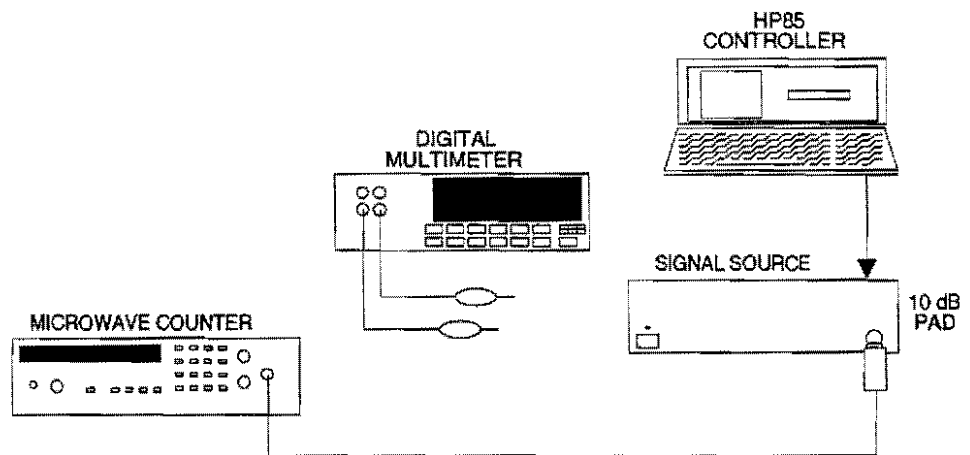 HP85
CONTROLLER
DIGITAL
MULTIMETER
SIGNAL SOURCE
10 dB
PAD
MICROWAVE COUNTER